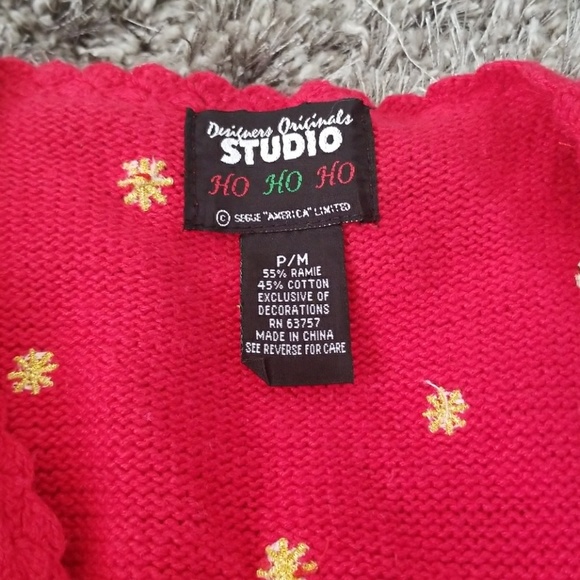 Designers Originals
STUDIO
HO HO HO
© SEGUE "AMERICA" LIMITED
P/M
55% RAMIE
45% COTTON
EXCLUSIVE OF
DECORATIONS
RN 63757
MADE IN CHINA
SEE REVERSE FOR CARE